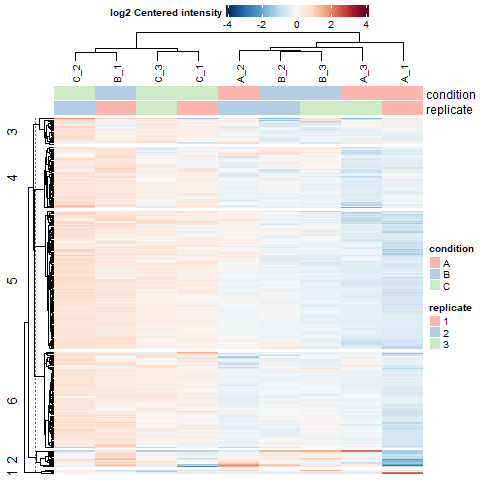 log2 Centered intensity
-4 -2 0 2 4
C_2 B_1 C_3 C_1 A_2 B_2 B_3 A_3 A_1
condition
replicate
3
4
5
6
2
1
condition
A
B
C
replicate
1
2
3